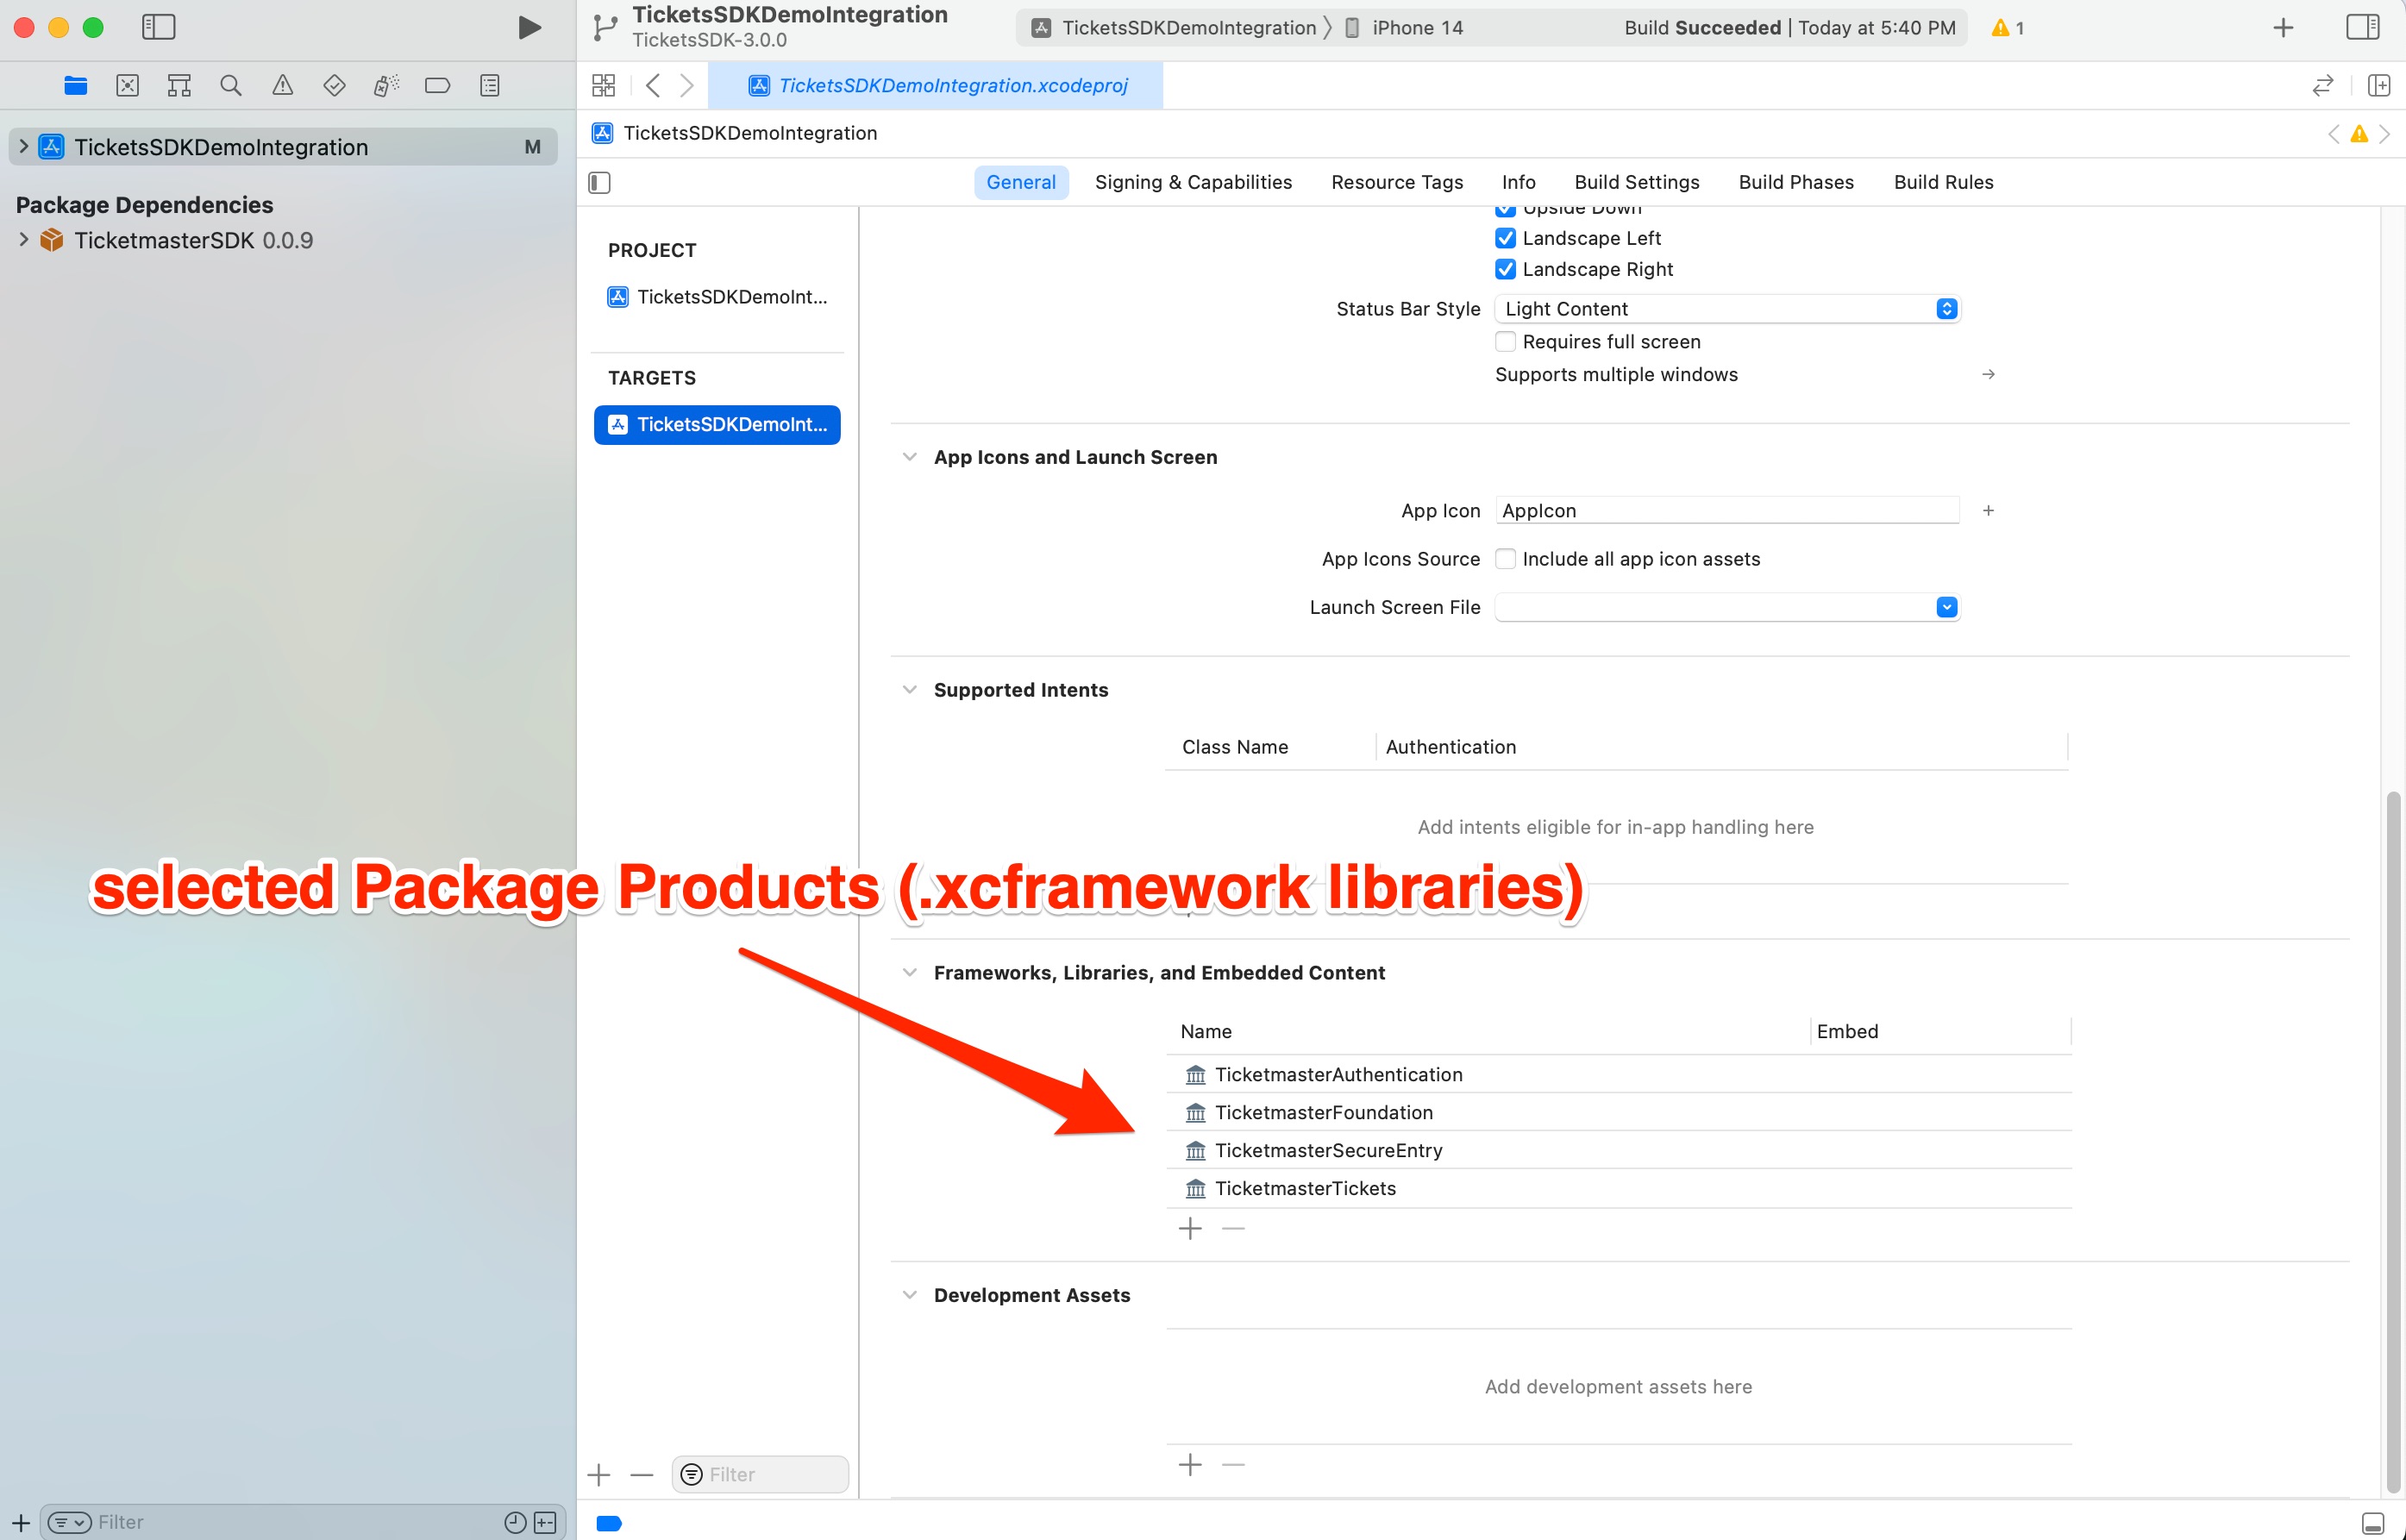 TicketsSDKDemoIntegration
TicketsSDK-3.0.0
TicketsSDKDemoIntegration
iPhone 14
Build Succeeded | Today at 5:40 PM
1
TicketsSDKDemoIntegration.xcodeproj
TicketsSDKDemoIntegration M
TicketsSDKDemoIntegration
Package Dependencies
TicketmasterSDK 0.0.9
General Signing & Capabilities Resource Tags Info Build Settings Build Phases Build Rules
PROJECT
TicketsSDKDemoInt...
TARGETS
TicketsSDKDemoInt...
Upside Down
Landscape Left
Landscape Right
Status Bar Style Light Content
Requires full screen
Supports multiple windows
App Icons and Launch Screen
App Icon AppIcon
App Icons Source Include all app icon assets
Launch Screen File
Supported Intents
Class Name Authentication
Add intents eligible for in-app handling here
selected Package Products (.xcframework libraries)
Frameworks, Libraries, and Embedded Content
Name Embed
TicketmasterAuthentication
TicketmasterFoundation
TicketmasterSecureEntry
TicketmasterTickets
Development Assets
Add development assets here
Filter
Filter